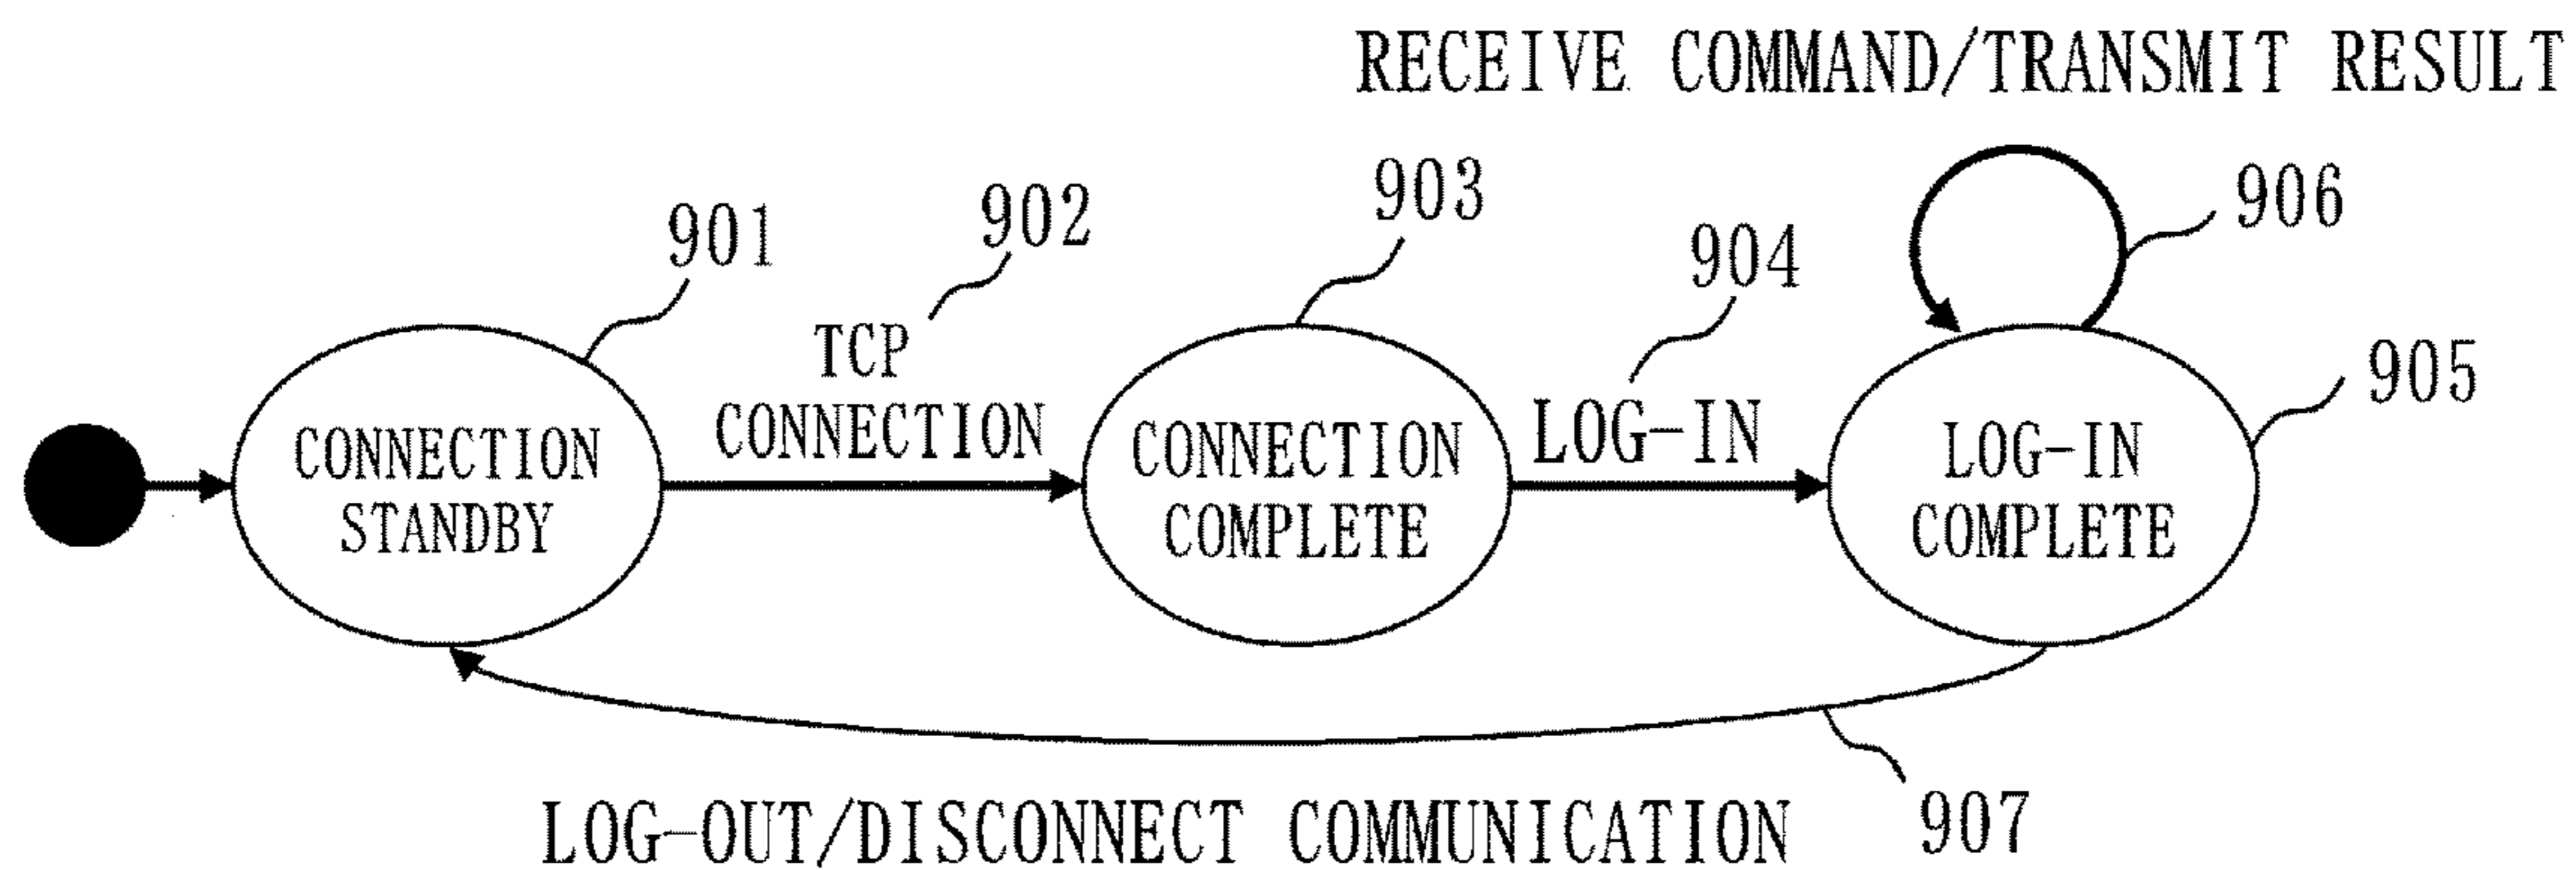 RECEIVE COMMAND/TRANSMIT RESULT
901
902
903
904
906
905
TCP
CONNECTION
LOG-IN
CONNECTION
STANDBY
CONNECTION
COMPLETE
LOG-IN
COMPLETE
LOG-OUT/DISCONNECT COMMUNICATION
907